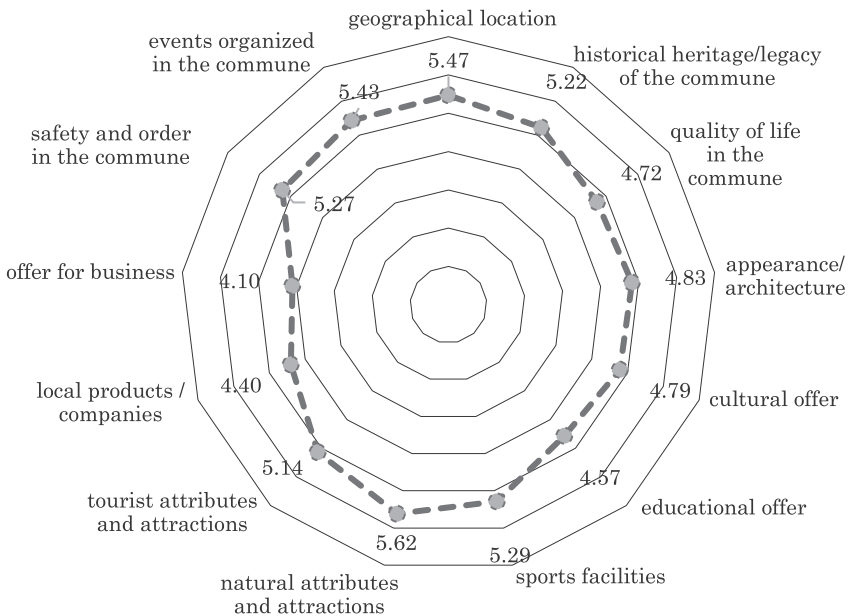 geographical location
5.47
historical heritage/legacy
of the commune
5.22
quality of life
in the
commune
4.72
appearance/
architecture
4.83
cultural offer
4.79
educational offer
4.57
sports facilities
5.29
natural attributes
and attractions
5.62
tourist attributes
and attractions
5.14
local products /
companies
4.40
offer for business
4.10
safety and order
in the commune
5.27
events organized
in the commune
5.43